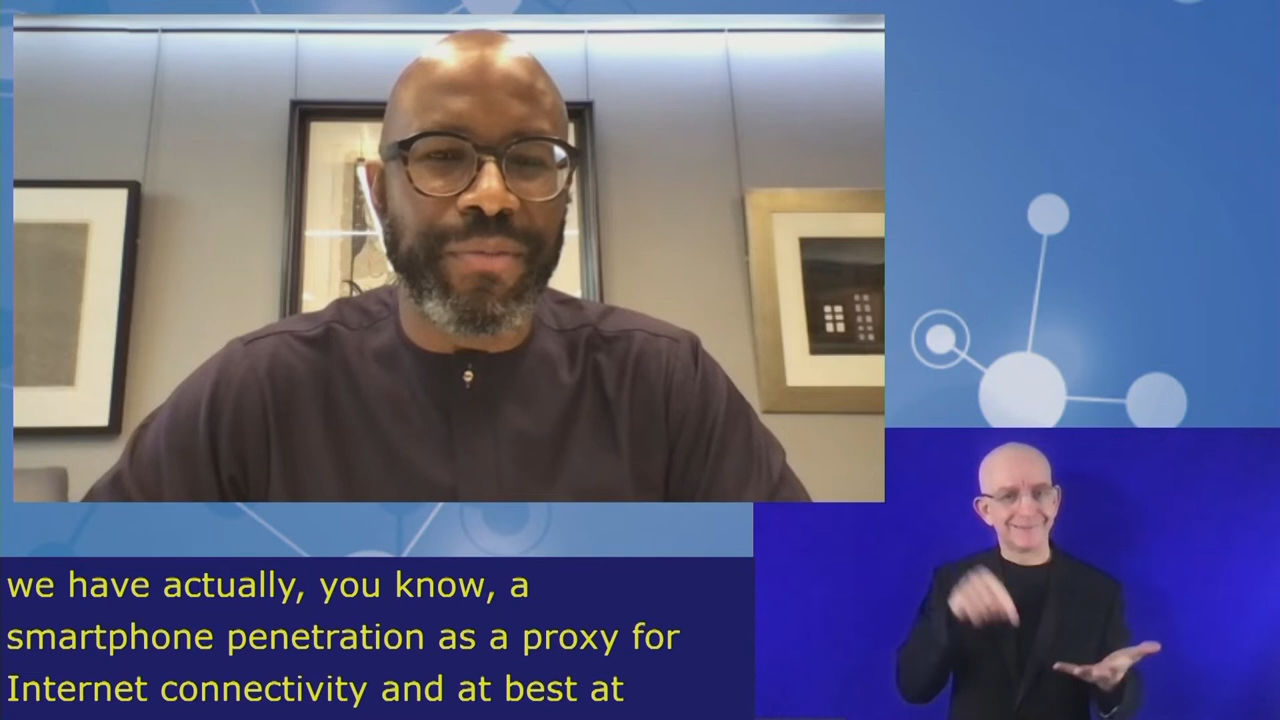 we have actually, you know, a
smartphone penetration as a proxy for
Internet connectivity and at best at